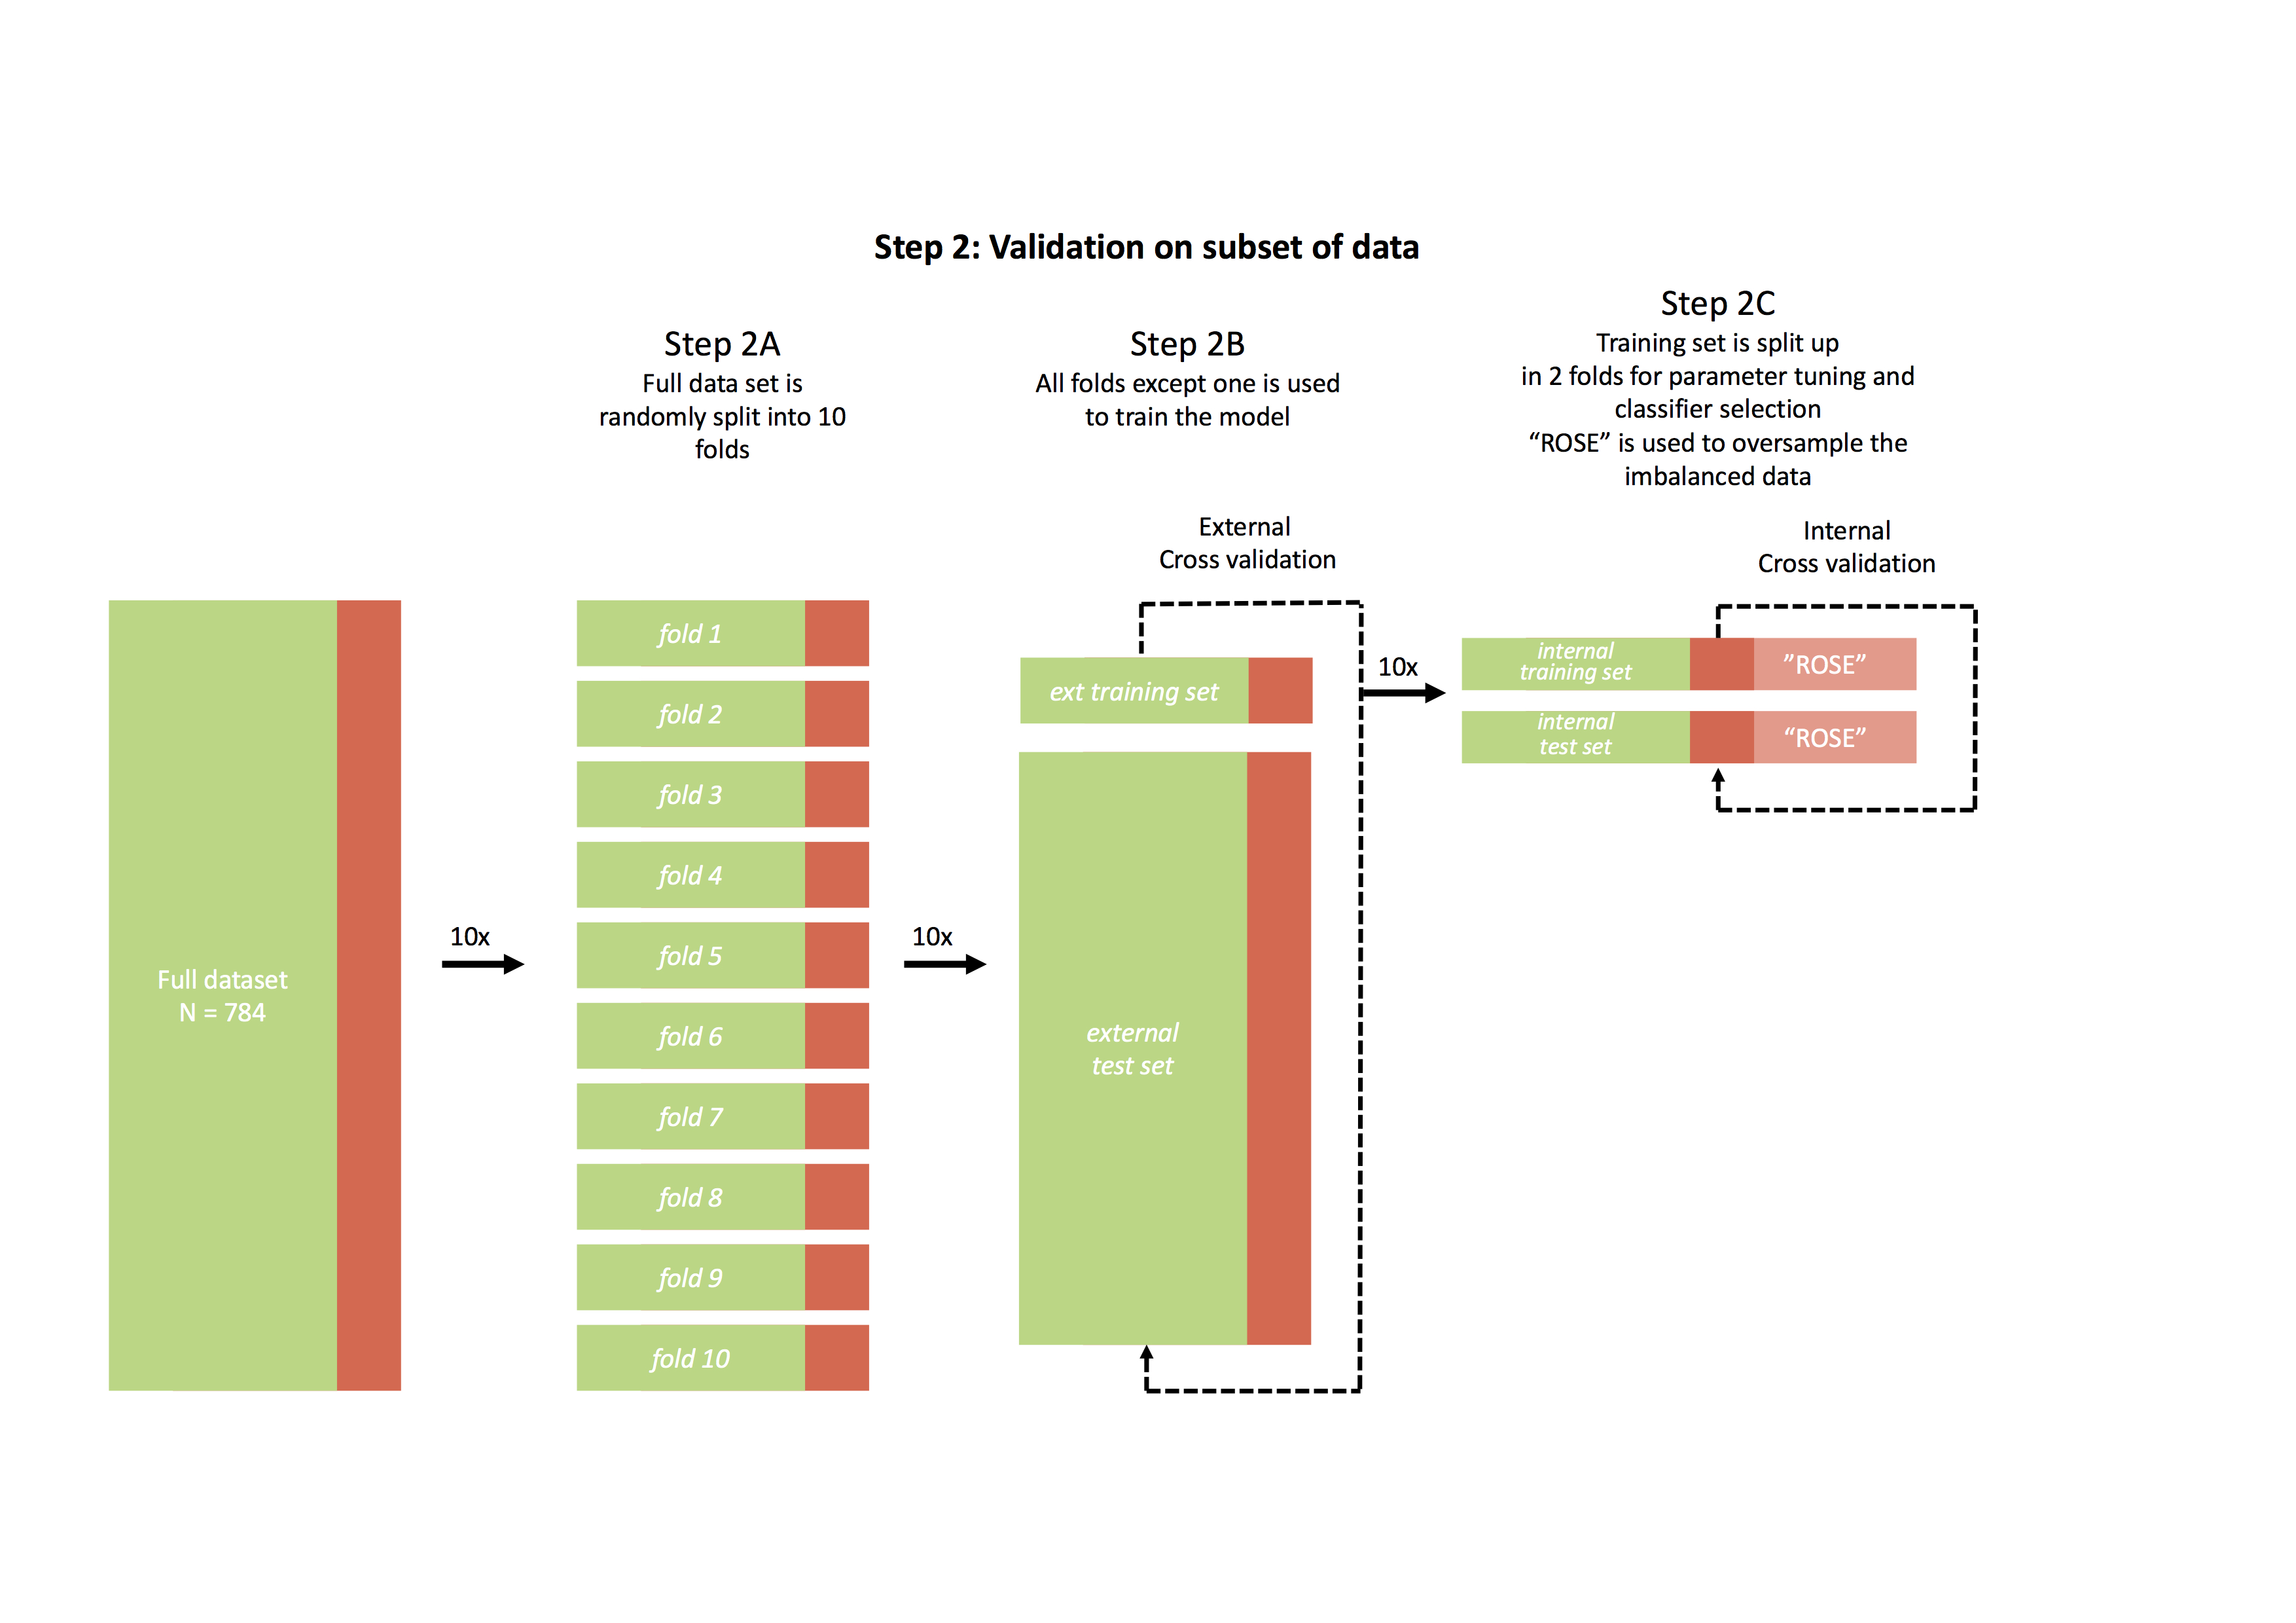 Step 2: Validation on subset of data
Step 2A
Full data set is
randomly split into 10
folds
Step 2B
All folds except one is used
to train the model
Step 2C
Training set is split up
in 2 folds for parameter tuning and
classifier selection
“ROSE” is used to oversample the
imbalanced data
External
Cross validation
Internal
Cross validation
Full dataset
N = 784
10x
fold 1
fold 2
fold 3
fold 4
fold 5
fold 6
fold 7
fold 8
fold 9
fold 10
10x
ext training set
external
test set
10x
internal
training set
”ROSE”
internal
test set
“ROSE”